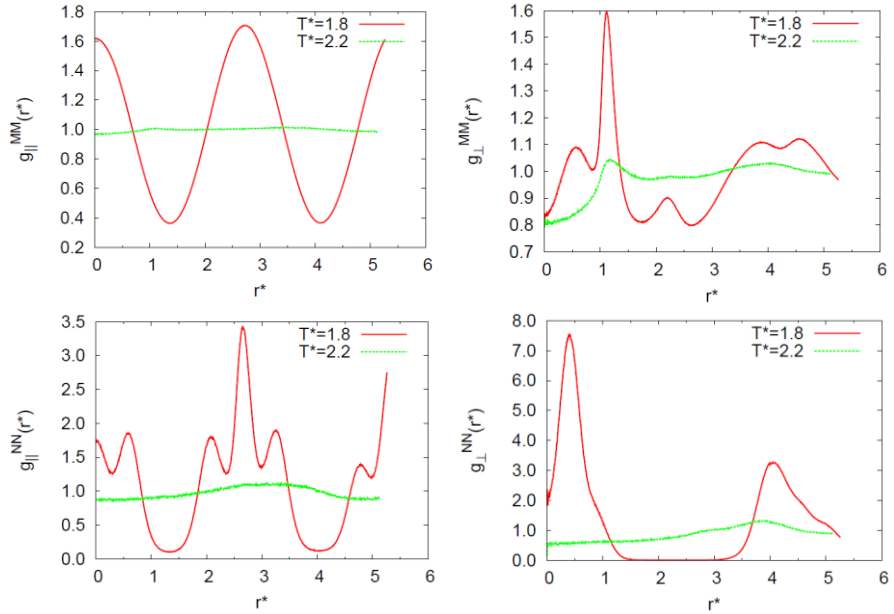 T*=1.8
T*=2.2
g||^MM(r*)
1.8
1.6
1.4
1.2
1.0
0.8
0.6
0.4
0.2
0 1 2 3 4 5 6
r*
T*=1.8
T*=2.2
g⊥^MM(r*)
1.6
1.5
1.4
1.3
1.2
1.1
1.0
0.9
0.8
0.7
0 1 2 3 4 5 6
r*
T*=1.8
T*=2.2
g||^NN(r*)
3.5
3.0
2.5
2.0
1.5
1.0
0.5
0.0
0 1 2 3 4 5 6
r*
T*=1.8
T*=2.2
g⊥^NN(r*)
8.0
7.0
6.0
5.0
4.0
3.0
2.0
1.0
0.0
0 1 2 3 4 5 6
r*